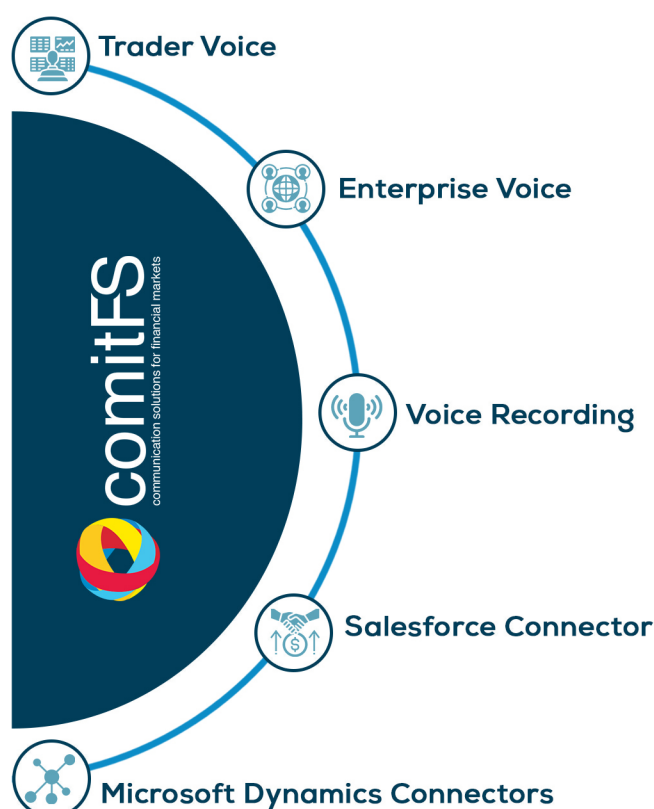 Trader Voice
Enterprise Voice
comitFS
communication solutions for financial markets
Voice Recording
Salesforce Connector
$
Microsoft Dynamics Connectors